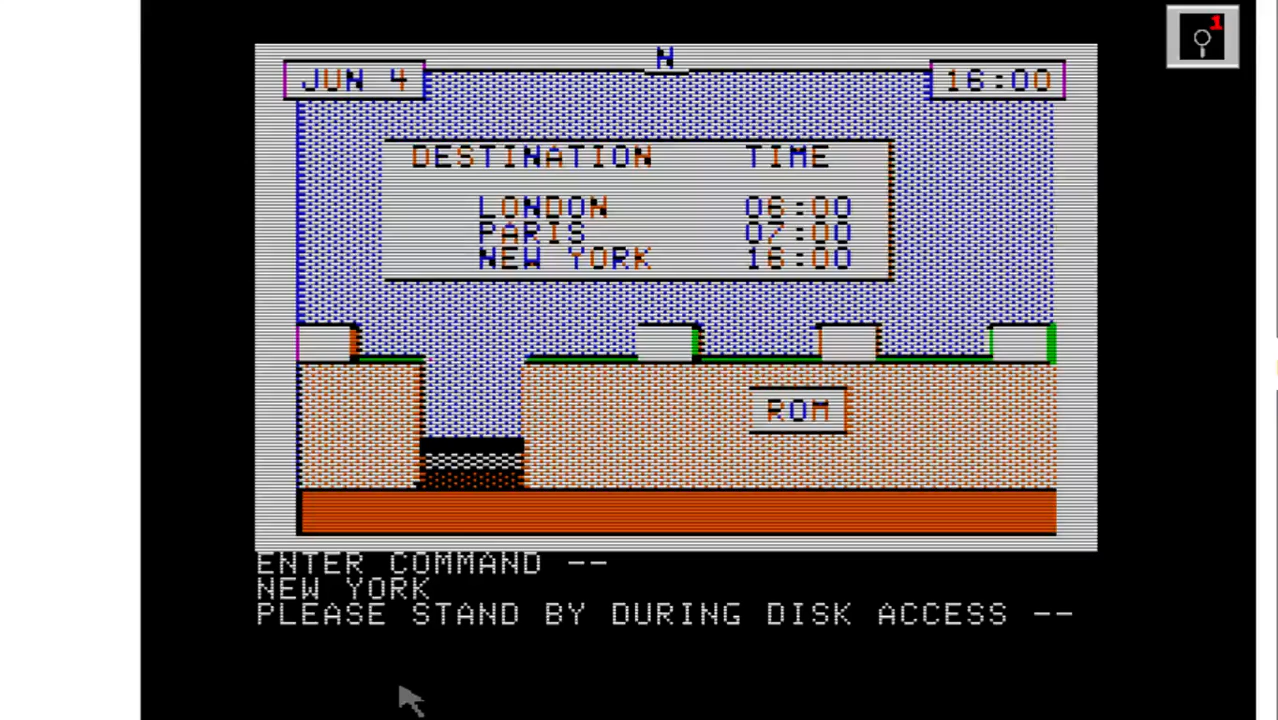 N
JUN 4
16:00
DESTINATION TIME
LONDON 06:00
PARIS 07:00
NEW YORK 16:00
ROM
ENTER COMMAND --
NEW YORK
PLEASE STAND BY DURING DISK ACCESS --
1